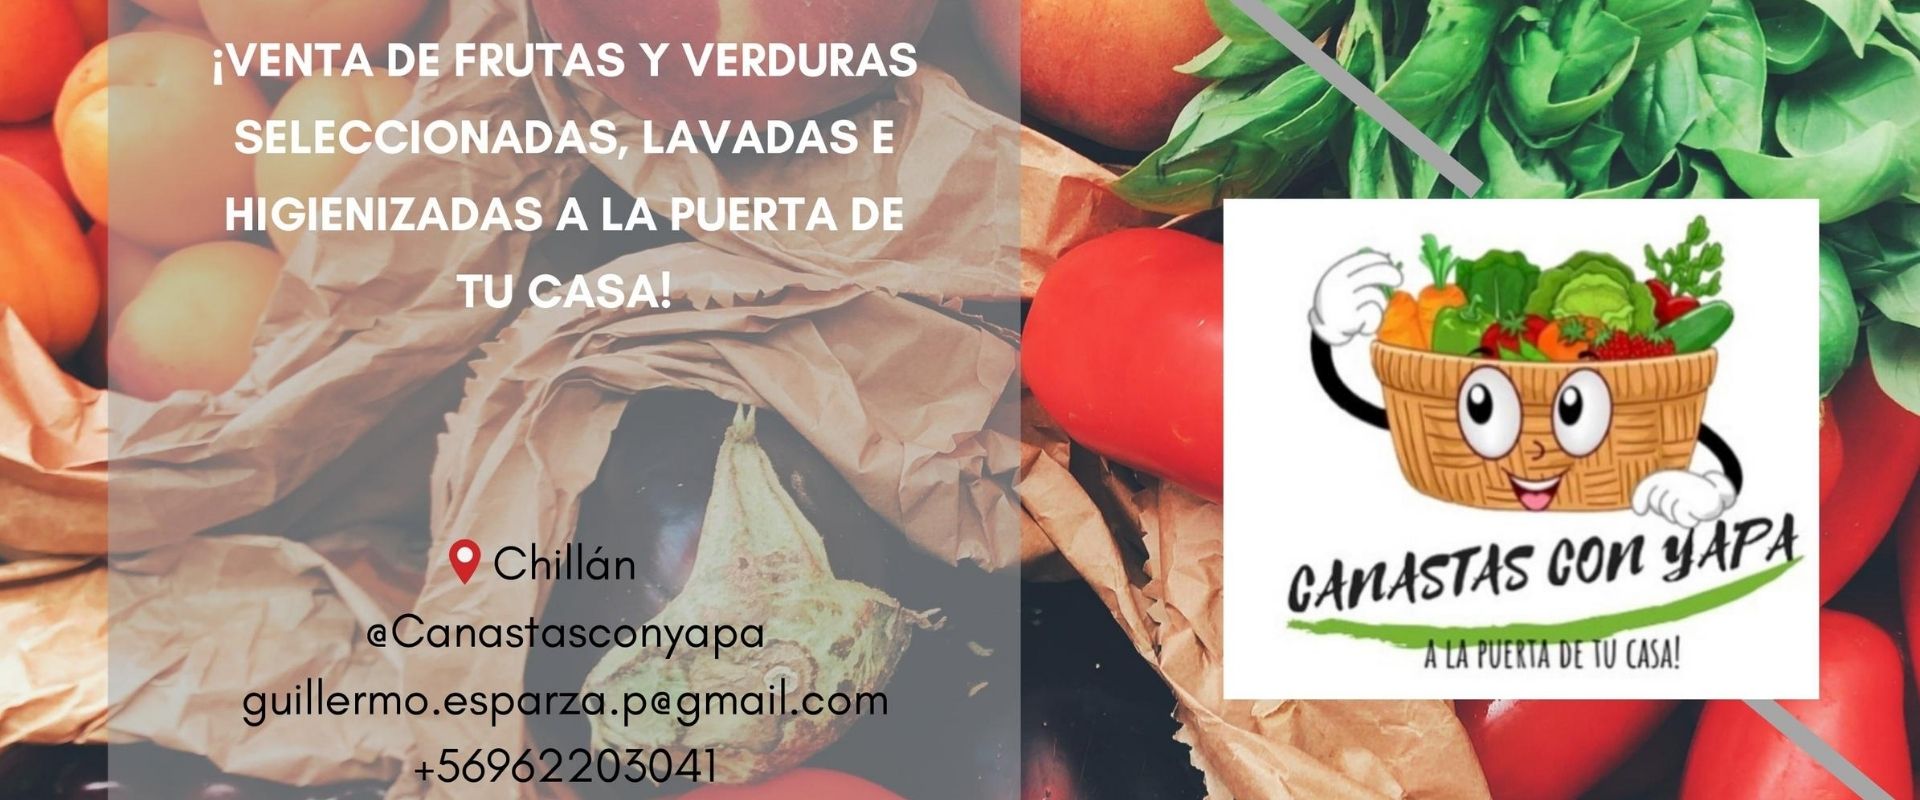 ¡VENTA DE FRUTAS Y VERDURAS
SELECCIONADAS, LAVADAS E
HIGIENIZADAS A LA PUERTA DE
TU CASA!
Chillán
@Canastasconyapa
guillermo.esparza.p@gmail.com
+56962203041
CANASTAS CON YAPA
A LA PUERTA DE TU CASA!